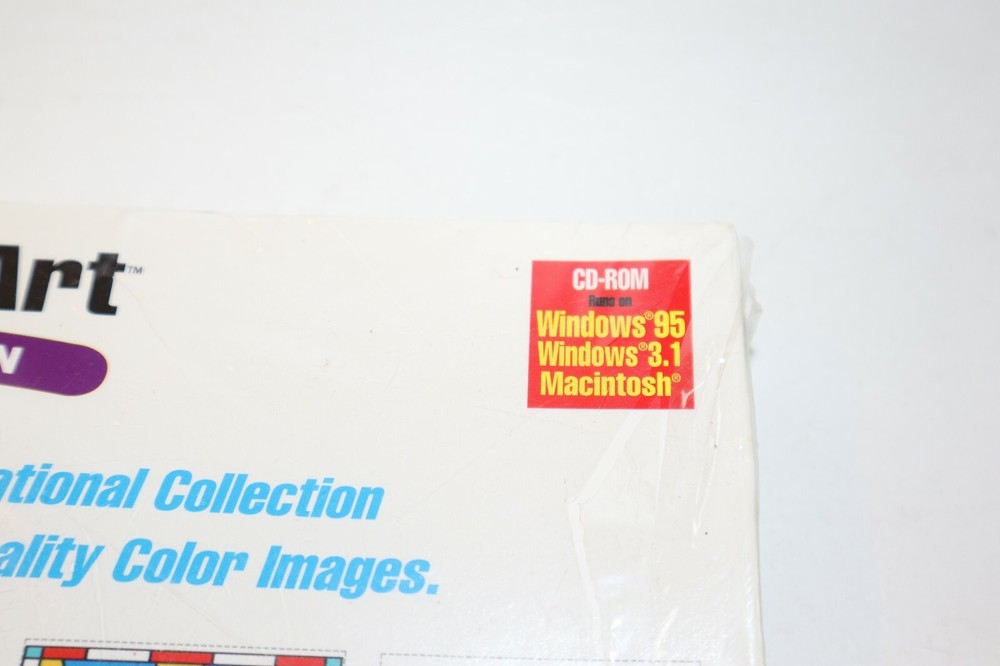 Art™
CD-ROM
Runs on
Windows®95
Windows®3.1
Macintosh®
ational Collection
ality Color Images.